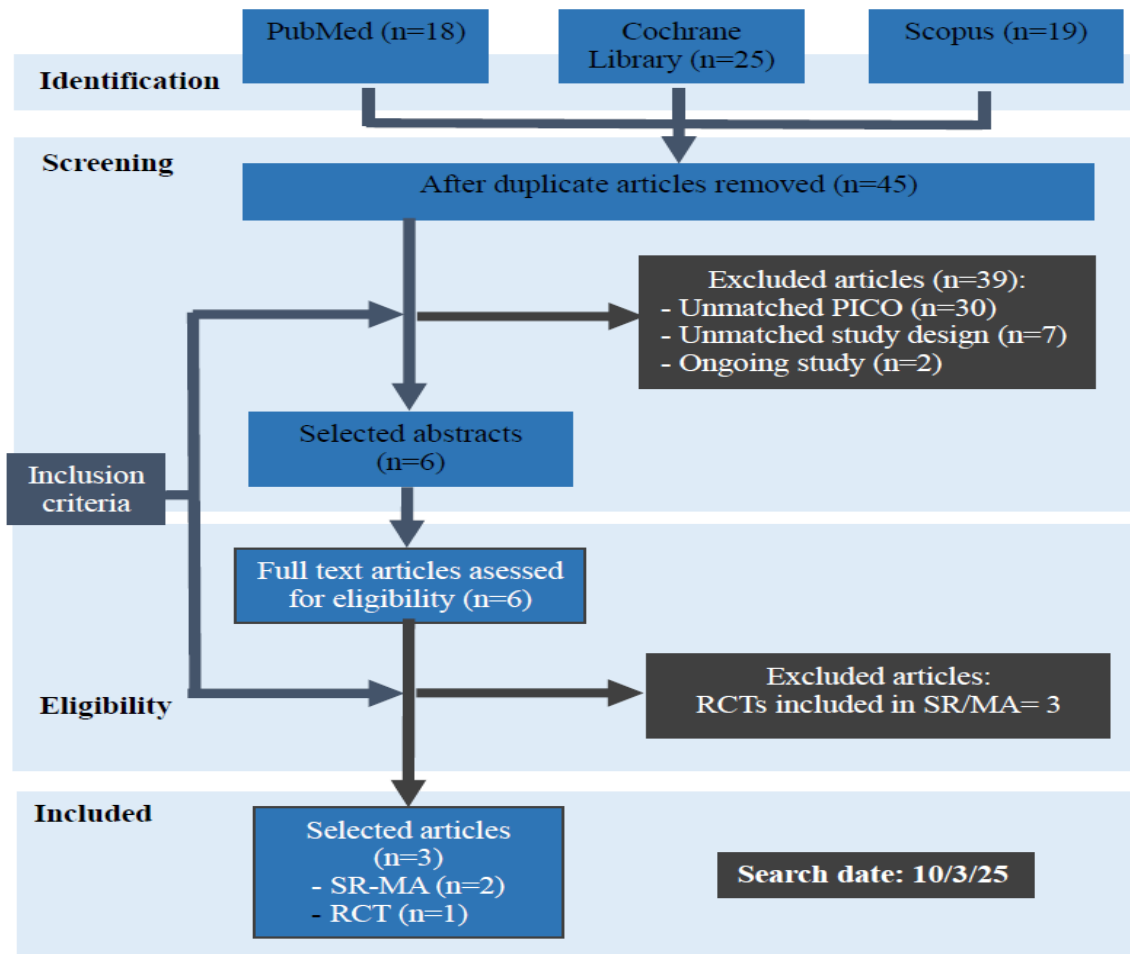 PubMed (n=18)
Cochrane
Library (n=25)
Scopus (n=19)
Identification
Screening
After duplicate articles removed (n=45)
Excluded articles (n=39):
- Unmatched PICO (n=30)
- Unmatched study design (n=7)
- Ongoing study (n=2)
Selected abstracts
(n=6)
Inclusion
criteria
Full text articles asessed
for eligibility (n=6)
Eligibility
Excluded articles:
RCTs included in SR/MA= 3
Included
Selected articles
(n=3)
- SR-MA (n=2)
- RCT (n=1)
Search date: 10/3/25